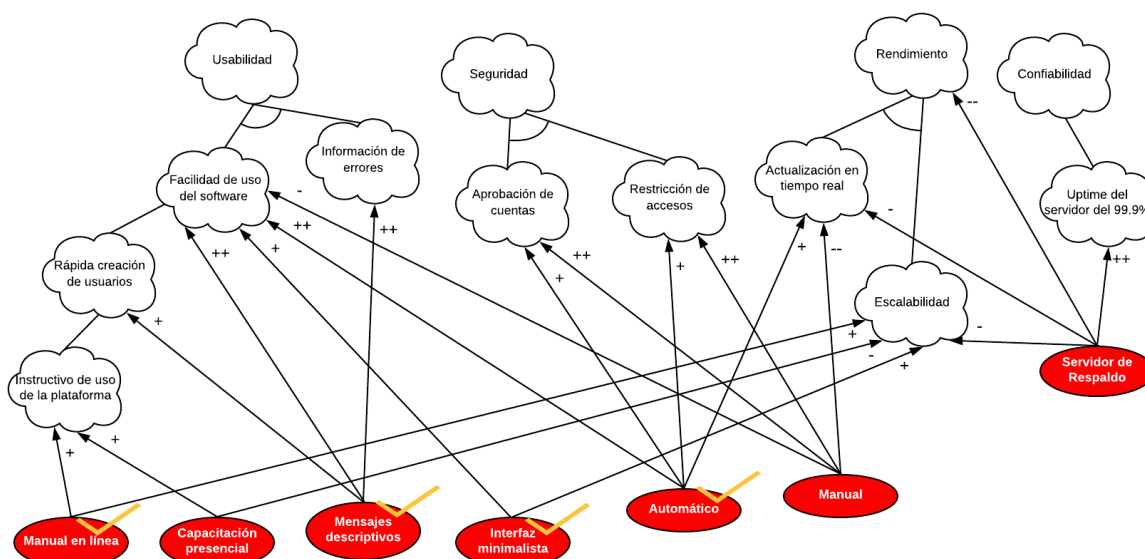 Usabilidad
Seguridad
Rendimiento
Confiabilidad
--
Información de
errores
Facilidad de uso
del software
Aprobación de
cuentas
Restricción de
accesos
Actualización en
tiempo real
Uptime del
servidor del 99.9%
-
++
+
++
++
-
+
--
++
++
+
+
++
Rápida creación
de usuarios
Escalabilidad
+
+
-
-
+
Instructivo de uso
de la plataforma
Servidor de
Respaldo
+
+
Manual en línea
Capacitación
presencial
Mensajes
descriptivos
Interfaz
minimalista
Automático
Manual